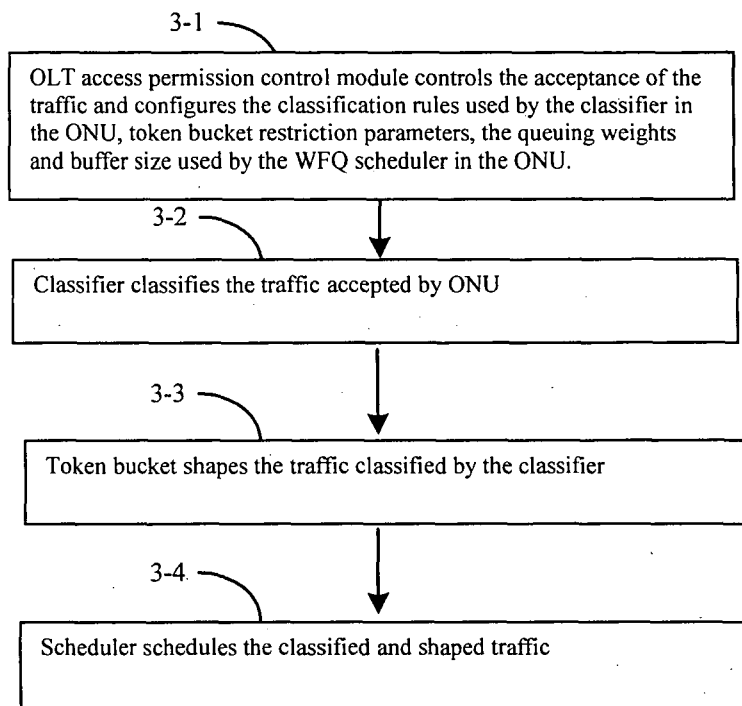 3-1
OLT access permission control module controls the acceptance of the
traffic and configures the classification rules used by the classifier in
the ONU, token bucket restriction parameters, the queuing weights
and buffer size used by the WFQ scheduler in the ONU.
3-2
Classifier classifies the traffic accepted by ONU
3-3
Token bucket shapes the traffic classified by the classifier
3-4
Scheduler schedules the classified and shaped traffic